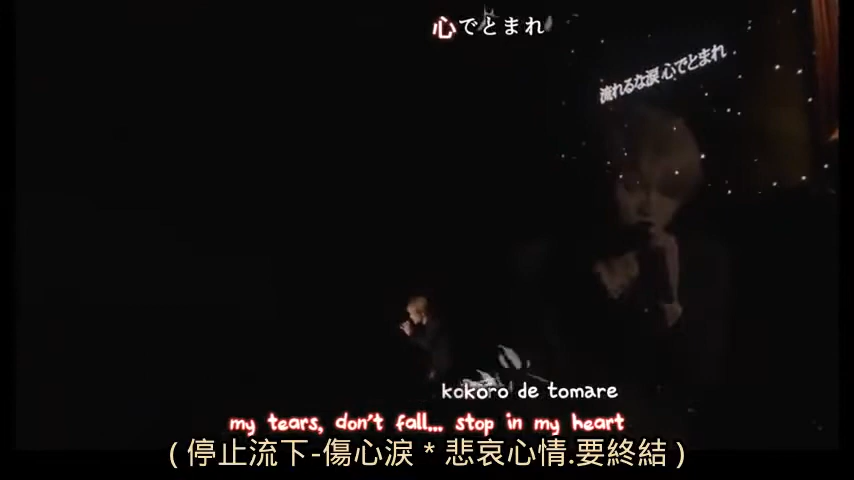 心でとまれ
流れるな涙 心でとまれ
kokoro de tomare
my tears, don't fall... stop in my heart
( 停止流下-傷心淚 * 悲哀心情.要終結 )